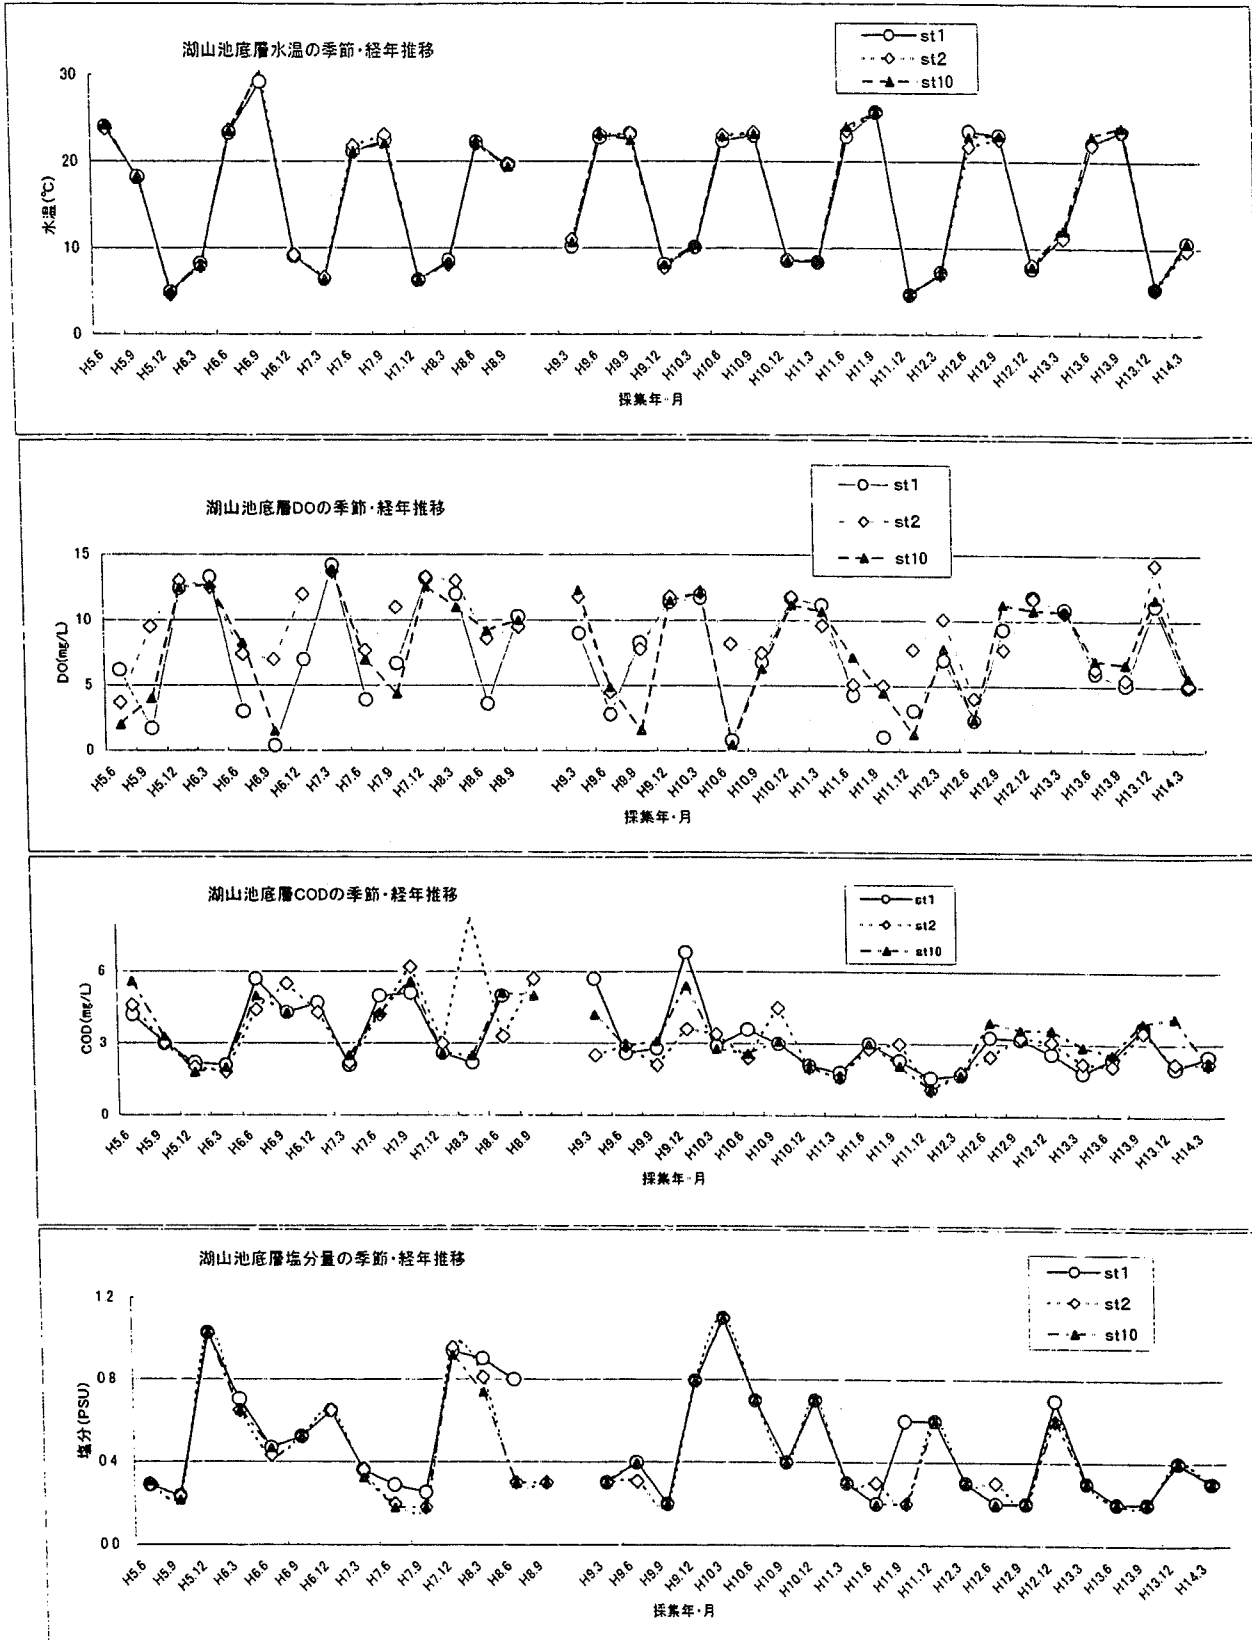 湖山池底層水温の季節・経年推移
st1
st2
st10
水温(℃)
30
20
10
0
H5.6 H5.9 H5.12 H6.3 H6.6 H6.9 H6.12 H7.3 H7.6 H7.9 H7.12 H8.3 H8.6 H8.9 H9.3 H9.6 H9.9 H9.12 H10.3 H10.6 H10.9 H10.12 H11.3 H11.6 H11.9 H11.12 H12.3 H12.6 H12.9 H12.12 H13.3 H13.6 H13.9 H13.12 H14.3
採集年・月
湖山池底層DOの季節・経年推移
st1
st2
st10
DO(mg/L)
15
10
5
0
H5.6 H5.9 H5.12 H6.3 H6.6 H6.9 H6.12 H7.3 H7.6 H7.9 H7.12 H8.3 H8.6 H8.9 H9.3 H9.6 H9.9 H9.12 H10.3 H10.6 H10.9 H10.12 H11.3 H11.6 H11.9 H11.12 H12.3 H12.6 H12.9 H12.12 H13.3 H13.6 H13.9 H13.12 H14.3
採集年・月
湖山池底層CODの季節・経年推移
st1
st2
st10
COD(mg/L)
6
3
0
H5.6 H5.9 H5.12 H6.3 H6.6 H6.9 H6.12 H7.3 H7.6 H7.9 H7.12 H8.3 H8.6 H8.9 H9.3 H9.6 H9.9 H9.12 H10.3 H10.6 H10.9 H10.12 H11.3 H11.6 H11.9 H11.12 H12.3 H12.6 H12.9 H12.12 H13.3 H13.6 H13.9 H13.12 H14.3
採集年・月
湖山池底層塩分量の季節・経年推移
st1
st2
st10
塩分(PSU)
1.2
0.8
0.4
0.0
H5.6 H5.9 H5.12 H6.3 H6.6 H6.9 H6.12 H7.3 H7.6 H7.9 H7.12 H8.3 H8.6 H8.9 H9.3 H9.6 H9.9 H9.12 H10.3 H10.6 H10.9 H10.12 H11.3 H11.6 H11.9 H11.12 H12.3 H12.6 H12.9 H12.12 H13.3 H13.6 H13.9 H13.12 H14.3
採集年・月